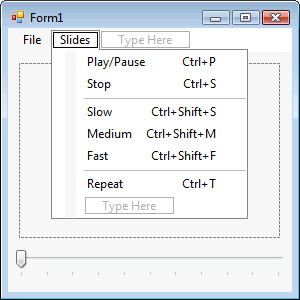 Form1
File Slides Type Here
Play/Pause Ctrl+P
Stop Ctrl+S
Slow Ctrl+Shift+S
Medium Ctrl+Shift+M
Fast Ctrl+Shift+F
Repeat Ctrl+T
Type Here